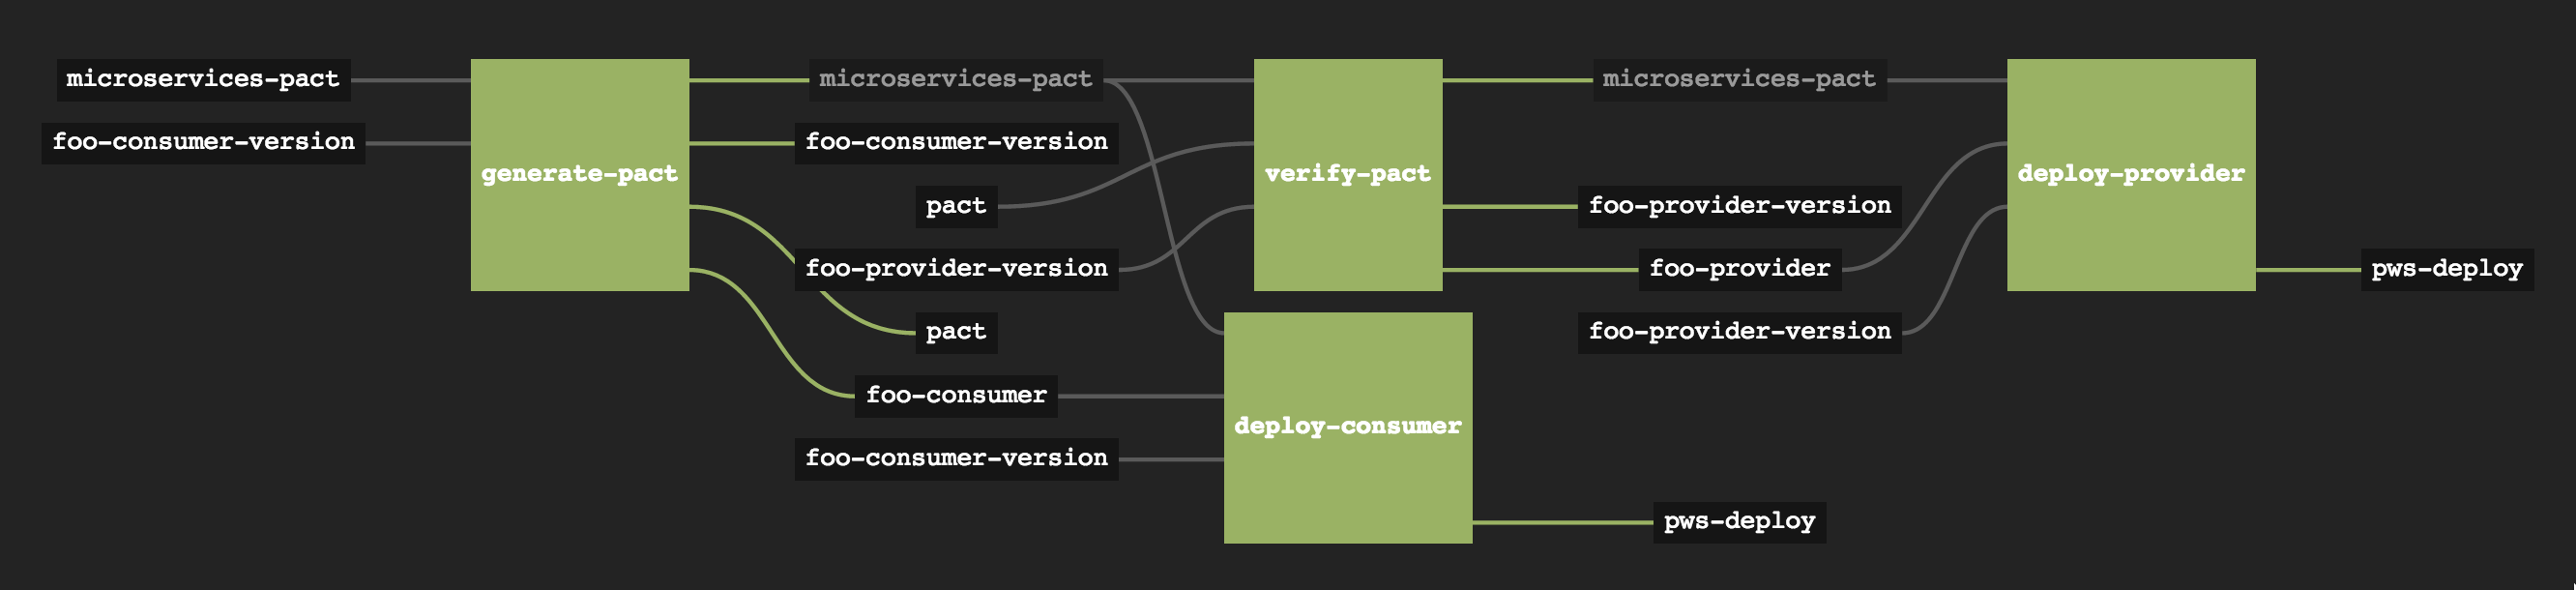 microservices-pact
foo-consumer-version
generate-pact
microservices-pact
foo-consumer-version
pact
foo-provider-version
pact
foo-consumer
foo-consumer-version
verify-pact
deploy-consumer
microservices-pact
foo-provider-version
foo-provider
foo-provider-version
pws-deploy
deploy-provider
pws-deploy